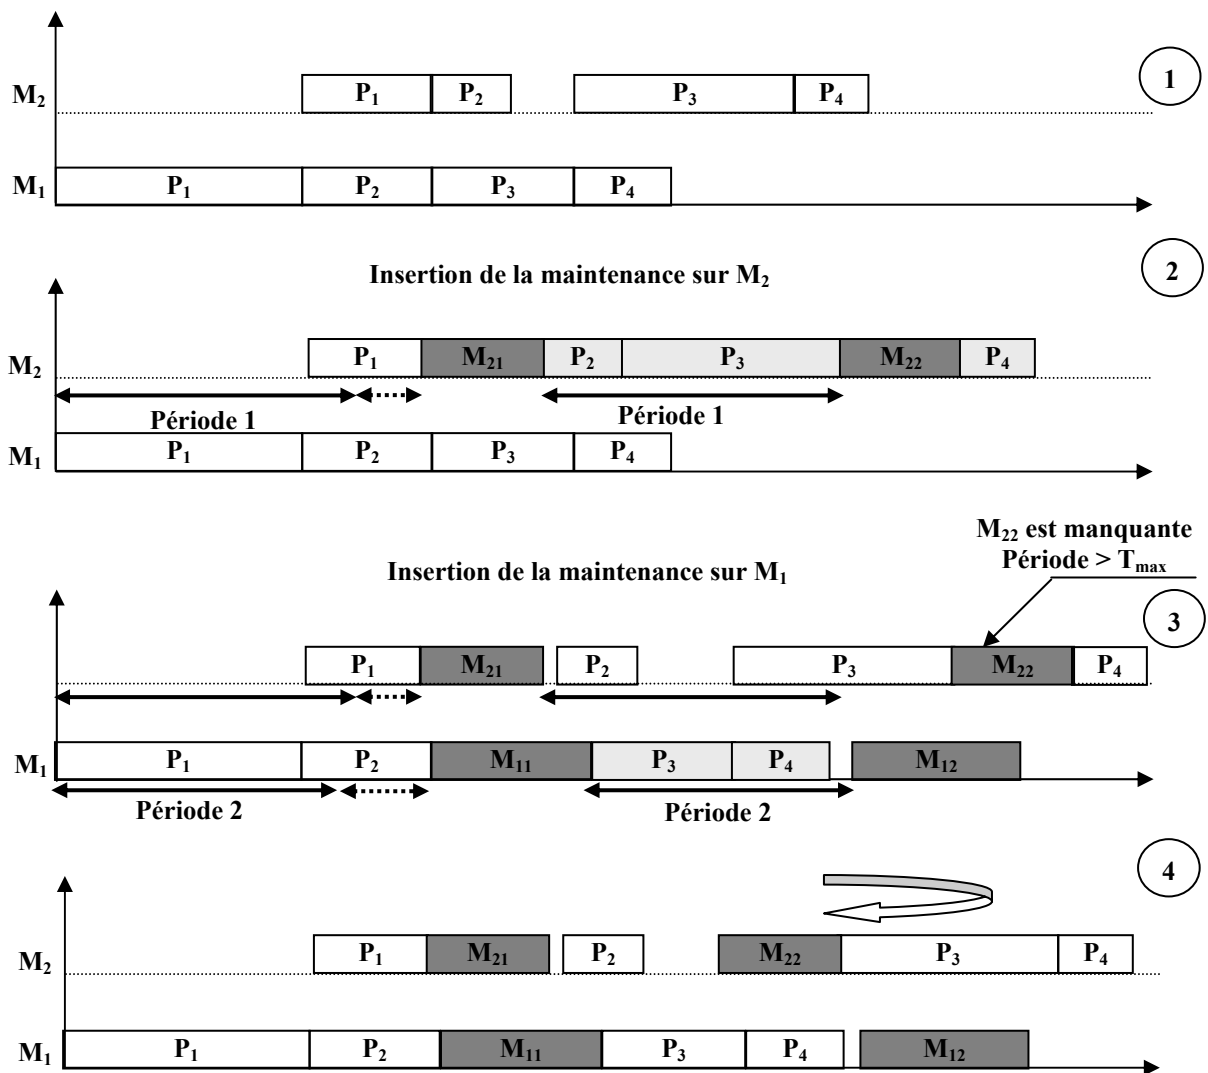 1
M₂ P₁ P₂ P₃ P₄
M₁ P₁ P₂ P₃ P₄
2
Insertion de la maintenance sur M₂
M₂ P₁ M₂₁ P₂ P₃ M₂₂ P₄
Période 1 Période 1
M₁ P₁ P₂ P₃ P₄
M₂₂ est manquante
Période > Tₘₐₓ
Insertion de la maintenance sur M₁
3
P₁ M₂₁ P₂ P₃ M₂₂ P₄
M₁ P₁ P₂ M₁₁ P₃ P₄ M₁₂
Période 2 Période 2
4
M₂ P₁ M₂₁ P₂ M₂₂ P₃ P₄
M₁ P₁ P₂ M₁₁ P₃ P₄ M₁₂